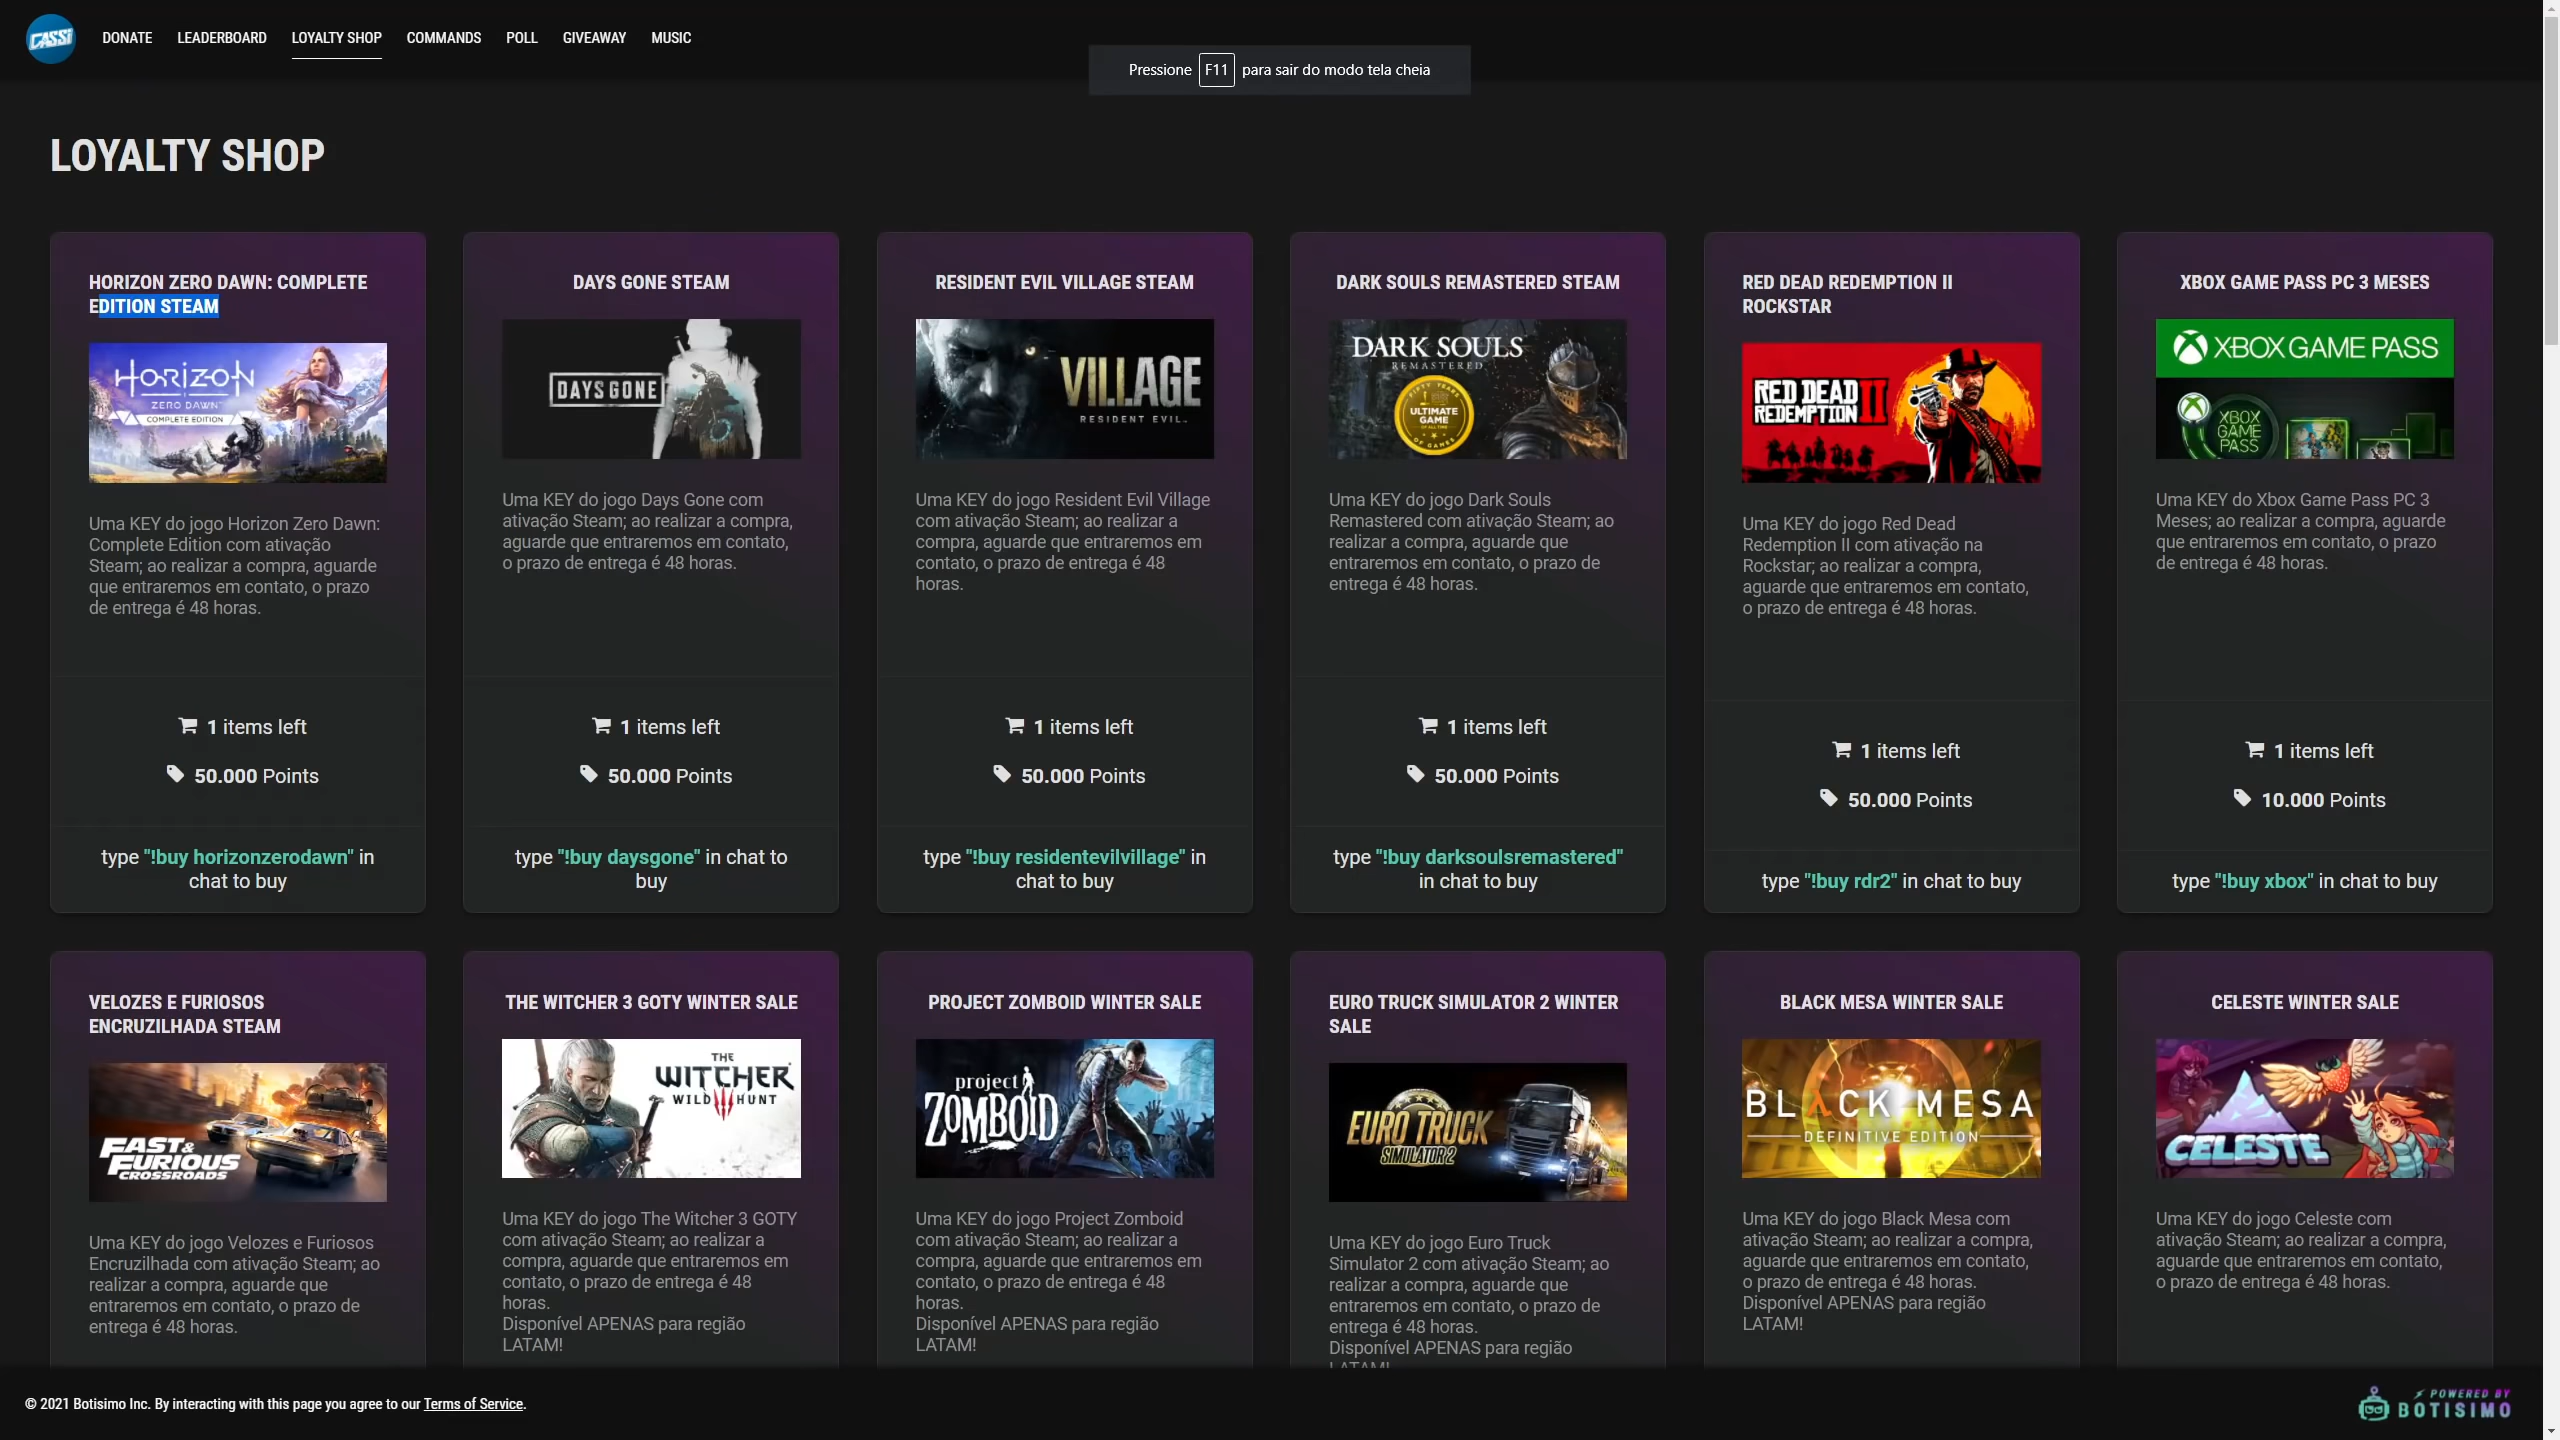 CASSI
DONATE
LEADERBOARD
LOYALTY SHOP
COMMANDS
POLL
GIVEAWAY
MUSIC
Pressione F11 para sair do modo tela cheia
LOYALTY SHOP
HORIZON ZERO DAWN: COMPLETE
EDITION STEAM
HORIZON
ZERO DAWN
COMPLETE EDITION
Uma KEY do jogo Horizon Zero Dawn:
Complete Edition com ativação
Steam; ao realizar a compra, aguarde
que entraremos em contato, o prazo
de entrega é 48 horas.
1 items left
50.000 Points
type "!buy horizonzerodawn" in
chat to buy
DAYS GONE STEAM
DAYS GONE
Uma KEY do jogo Days Gone com
ativação Steam; ao realizar a compra,
aguarde que entraremos em contato,
o prazo de entrega é 48 horas.
1 items left
50.000 Points
type "!buy daysgone" in chat to
buy
RESIDENT EVIL VILLAGE STEAM
VILLAGE
RESIDENT EVIL
Uma KEY do jogo Resident Evil Village
com ativação Steam; ao realizar a
compra, aguarde que entraremos em
contato, o prazo de entrega é 48
horas.
1 items left
50.000 Points
type "!buy residentevilvillage" in
chat to buy
DARK SOULS REMASTERED STEAM
DARK SOULS
REMASTERED
ULTIMATE
GAME
OF GAMES
Uma KEY do jogo Dark Souls
Remastered com ativação Steam; ao
realizar a compra, aguarde que
entraremos em contato, o prazo de
entrega é 48 horas.
1 items left
50.000 Points
type "!buy darksoulsremastered"
in chat to buy
RED DEAD REDEMPTION II
ROCKSTAR
RED DEAD
REDEMPTION II
Uma KEY do jogo Red Dead
Redemption II com ativação na
Rockstar; ao realizar a compra,
aguarde que entraremos em contato,
o prazo de entrega é 48 horas.
1 items left
50.000 Points
type "!buy rdr2" in chat to buy
XBOX GAME PASS PC 3 MESES
XBOX GAME PASS
XBOX
GAME
PASS
Uma KEY do Xbox Game Pass PC 3
Meses; ao realizar a compra, aguarde
que entraremos em contato, o prazo
de entrega é 48 horas.
1 items left
10.000 Points
type "!buy xbox" in chat to buy
VELOZES E FURIOSOS
ENCRUZILHADA STEAM
FAST &
FURIOUS
CROSSROADS
Uma KEY do jogo Velozes e Furiosos
Encruzilhada com ativação Steam; ao
realizar a compra, aguarde que
entraremos em contato, o prazo de
entrega é 48 horas.
THE WITCHER 3 GOTY WINTER SALE
THE
WITCHER
WILD HUNT
Uma KEY do jogo The Witcher 3 GOTY
com ativação Steam; ao realizar a
compra, aguarde que entraremos em
contato, o prazo de entrega é 48
horas.
Disponível APENAS para região
LATAM!
PROJECT ZOMBOID WINTER SALE
project
ZOMBOID
Uma KEY do jogo Project Zomboid
com ativação Steam; ao realizar a
compra, aguarde que entraremos em
contato, o prazo de entrega é 48
horas.
Disponível APENAS para região
LATAM!
EURO TRUCK SIMULATOR 2 WINTER
SALE
EURO TRUCK
SIMULATOR 2
Uma KEY do jogo Euro Truck
Simulator 2 com ativação Steam; ao
realizar a compra, aguarde que
entraremos em contato, o prazo de
entrega é 48 horas.
Disponível APENAS para região
LATAM!
BLACK MESA WINTER SALE
BLACK MESA
DEFINITIVE EDITION
Uma KEY do jogo Black Mesa com
ativação Steam; ao realizar a compra,
aguarde que entraremos em contato,
o prazo de entrega é 48 horas.
Disponível APENAS para região
LATAM!
CELESTE WINTER SALE
CELESTE
Uma KEY do jogo Celeste com
ativação Steam; ao realizar a compra,
aguarde que entraremos em contato,
o prazo de entrega é 48 horas.
© 2021 Botisimo Inc. By interacting with this page you agree to our Terms of Service.
POWERED BY
BOTISIMO